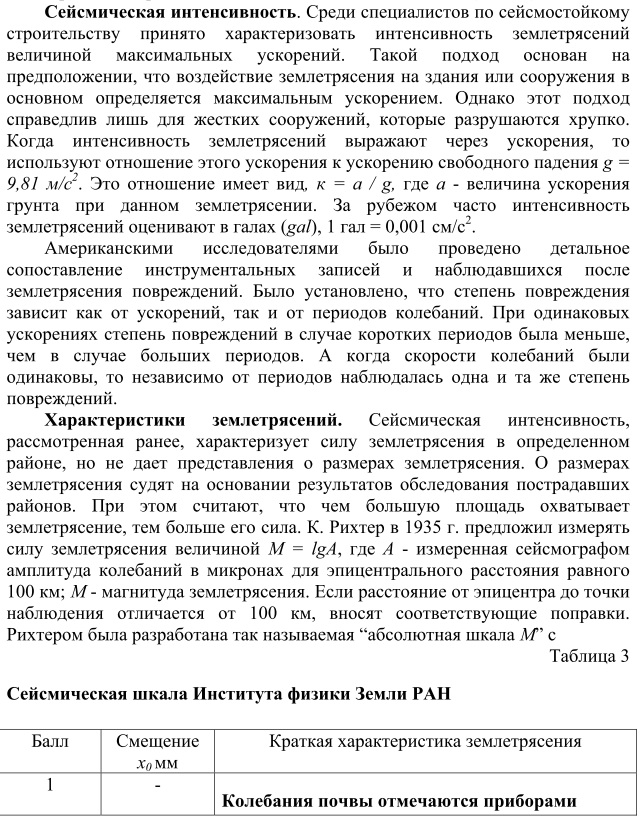 Сейсмическая интенсивность. Среди специалистов по сейсмостойкому
строительству принято характеризовать интенсивность землетрясений
величиной максимальных ускорений. Такой подход основан на
предположении, что воздействие землетрясения на здания или сооружения в
основном определяется максимальным ускорением. Однако этот подход
справедлив лишь для жестких сооружений, которые разрушаются хрупко.
Когда интенсивность землетрясений выражают через ускорения, то
используют отношение этого ускорения к ускорению свободного падения g =
9,81 м/с². Это отношение имеет вид, к = а / g, где а - величина ускорения
грунта при данном землетрясении. За рубежом часто интенсивность
землетрясений оценивают в галах (gal), 1 гал = 0,001 см/с².
Американскими исследователями было проведено детальное
сопоставление инструментальных записей и наблюдавшихся после
землетрясения повреждений. Было установлено, что степень повреждения
зависит как от ускорений, так и от периодов колебаний. При одинаковых
ускорениях степень повреждений в случае коротких периодов была меньше,
чем в случае больших периодов. А когда скорости колебаний были
одинаковы, то независимо от периодов наблюдалась одна и та же степень
повреждений.
Характеристики землетрясений. Сейсмическая интенсивность,
рассмотренная ранее, характеризует силу землетрясения в определенном
районе, но не дает представления о размерах землетрясения. О размерах
землетрясения судят на основании результатов обследования пострадавших
районов. При этом считают, что чем большую площадь охватывает
землетрясение, тем больше его сила. К. Рихтер в 1935 г. предложил измерять
силу землетрясения величиной М = lgA, где А - измеренная сейсмографом
амплитуда колебаний в микронах для эпицентрального расстояния равного
100 км; М - магнитуда землетрясения. Если расстояние от эпицентра до точки
наблюдения отличается от 100 км, вносят соответствующие поправки.
Рихтером была разработана так называемая “абсолютная шкала М” с
Таблица 3
Сейсмическая шкала Института физики Земли РАН
Балл Смещение Краткая характеристика землетрясения
x₀ мм
1 -
Колебания почвы отмечаются приборами